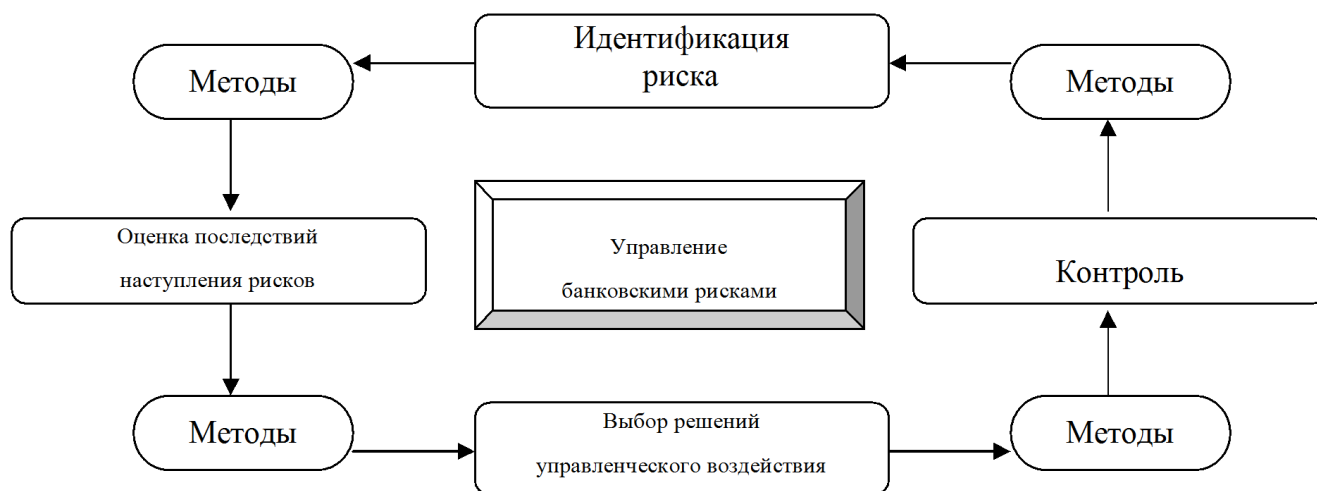 Идентификация
риска
Методы
Методы
Оценка последствий
наступления рисков
Управление
банковскими рисками
Контроль
Методы
Выбор решений
управленческого воздействия
Методы